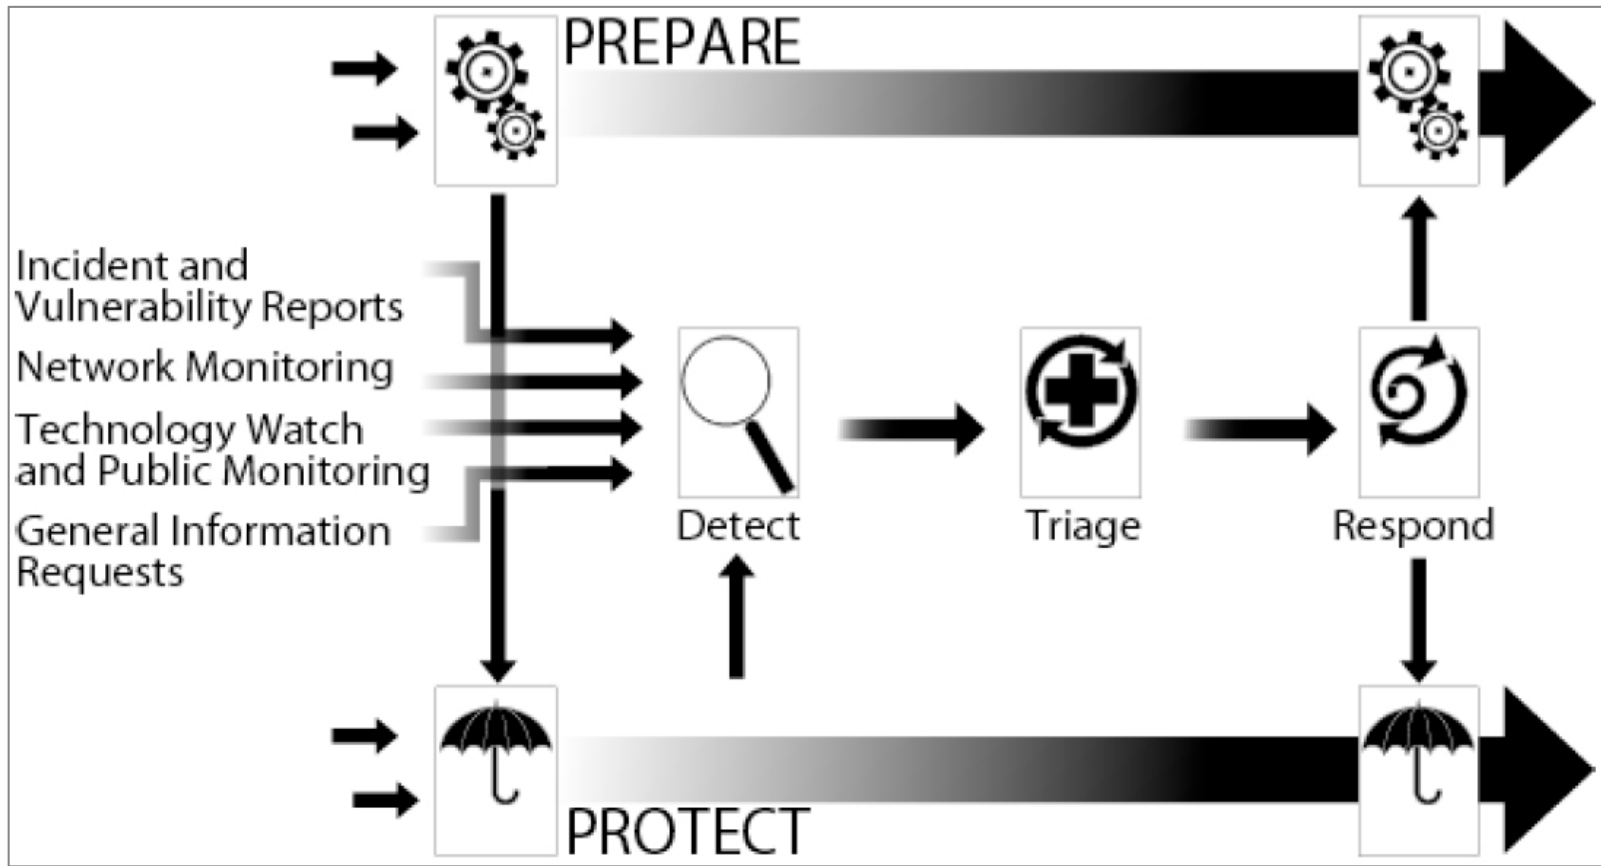 PREPARE
Incident and
Vulnerability Reports
Network Monitoring
Technology Watch
and Public Monitoring
General Information
Requests
Detect
Triage
Respond
PROTECT